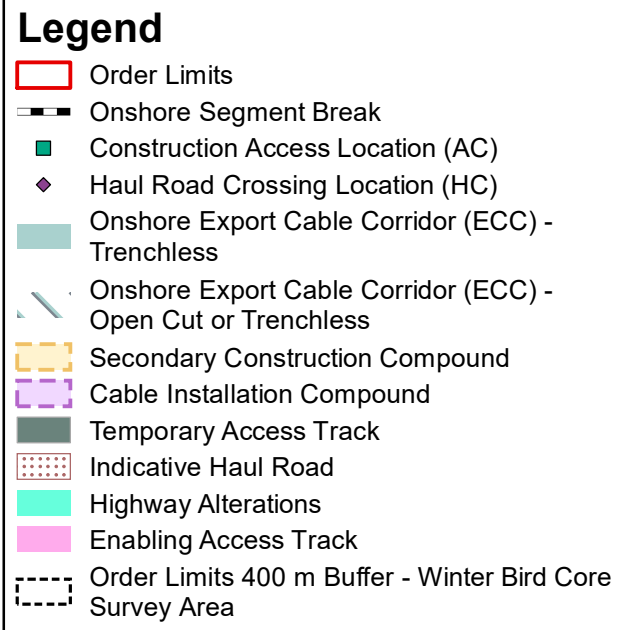 Legend
Order Limits
Onshore Segment Break
Construction Access Location (AC)
Haul Road Crossing Location (HC)
Onshore Export Cable Corridor (ECC) -
Trenchless
Onshore Export Cable Corridor (ECC) -
Open Cut or Trenchless
Secondary Construction Compound
Cable Installation Compound
Temporary Access Track
Indicative Haul Road
Highway Alterations
Enabling Access Track
Order Limits 400 m Buffer - Winter Bird Core
Survey Area